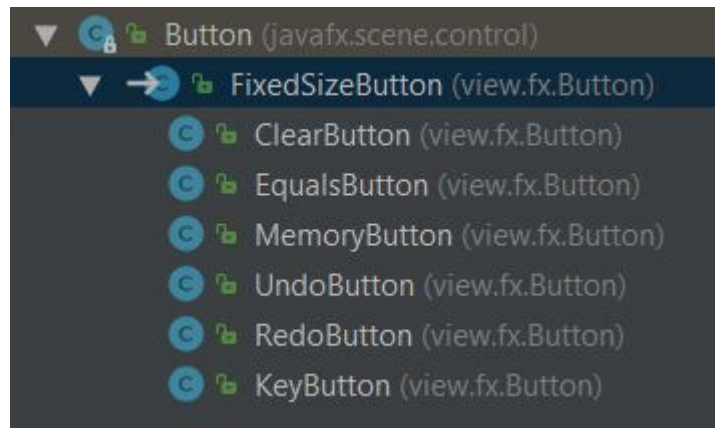 Button (javafx.scene.control)
FixedSizeButton (view.fx.Button)
ClearButton (view.fx.Button)
EqualsButton (view.fx.Button)
MemoryButton (view.fx.Button)
UndoButton (view.fx.Button)
RedoButton (view.fx.Button)
KeyButton (view.fx.Button)